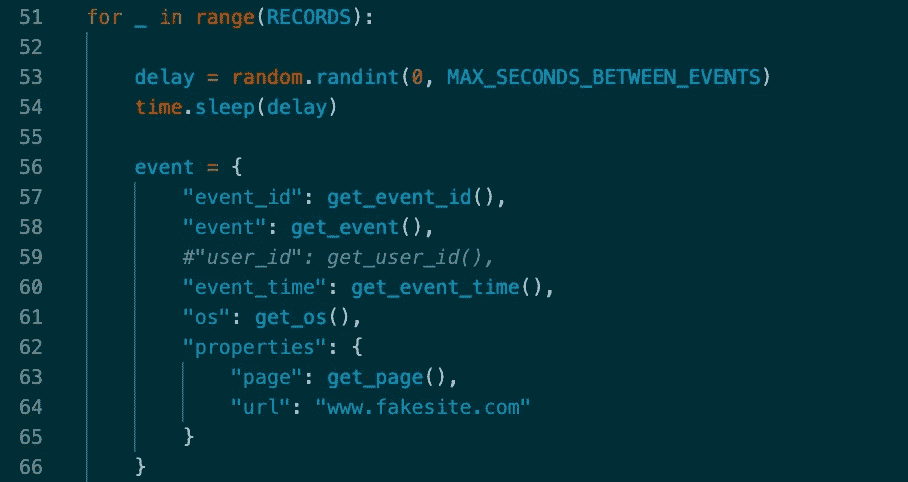 51 for _ in range(RECORDS):
52
53 delay = random.randint(0, MAX_SECONDS_BETWEEN_EVENTS)
54 time.sleep(delay)
55
56 event = {
57 "event_id": get_event_id(),
58 "event": get_event(),
59 #"user_id": get_user_id(),
60 "event_time": get_event_time(),
61 "os": get_os(),
62 "properties": {
63 "page": get_page(),
64 "url": "www.fakesite.com"
65 }
66 }